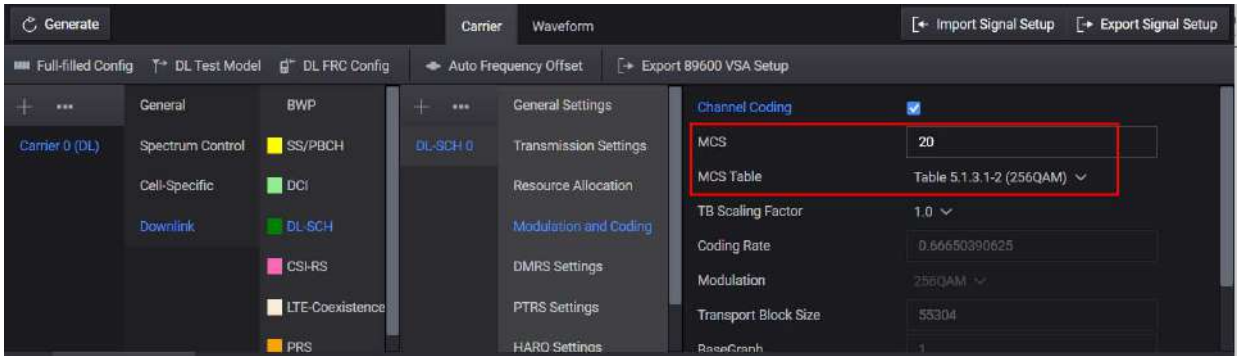 Generate
Carrier
Waveform
Import Signal Setup
Export Signal Setup
Full-filled Config
DL Test Model
DL FRC Config
Auto Frequency Offset
Export 89600 VSA Setup
Carrier 0 (DL)
General
Spectrum Control
Cell-Specific
Downlink
BWP
SS/PBCH
DCI
DL-SCH
CSI-RS
LTE-Coexistence
PRS
DL-SCH 0
General Settings
Transmission Settings
Resource Allocation
Modulation and Coding
DMRS Settings
PTRS Settings
HARQ Settings
Channel Coding
MCS 20
MCS Table Table 5.1.3.1-2 (256QAM)
TB Scaling Factor 1.0
Coding Rate 0.66650390625
Modulation 256QAM
Transport Block Size 55304
BaseGraph 1